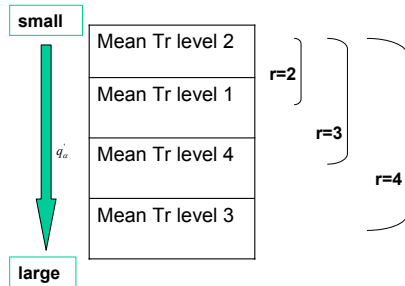 small
Mean Tr level 2
r=2
Mean Tr level 1
r=3
q'α
Mean Tr level 4
r=4
Mean Tr level 3
large